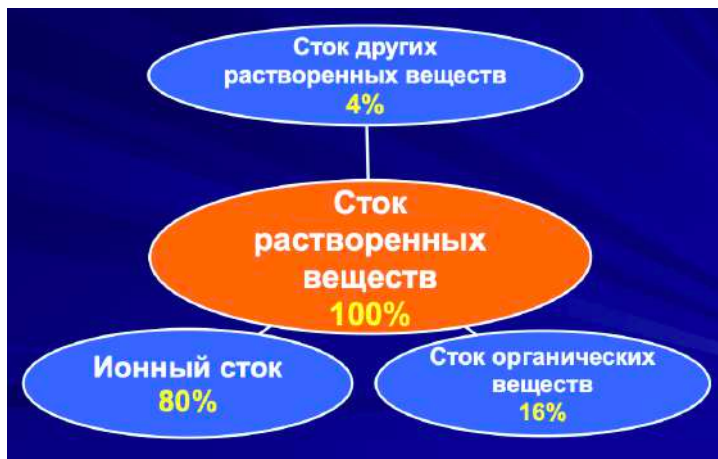 Сток других
растворенных веществ
4%
Сток
растворенных
веществ
100%
Ионный сток
80%
Сток органических
веществ
16%